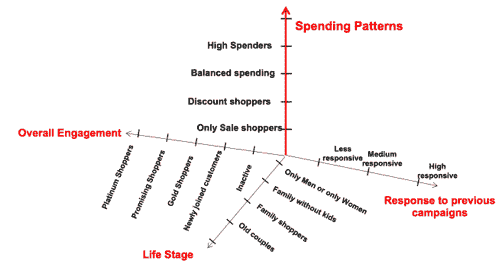 Spending Patterns
High Spenders
Balanced spending
Discount shoppers
Only Sale shoppers
Overall Engagement
Platinum Shoppers
Promising Shoppers
Gold Shoppers
Newly joined customers
Inactive
Less
responsive
Medium
responsive
High
responsive
Response to previous
campaigns
Only Men or only Women
Family without kids
Family shoppers
Old couples
Life Stage